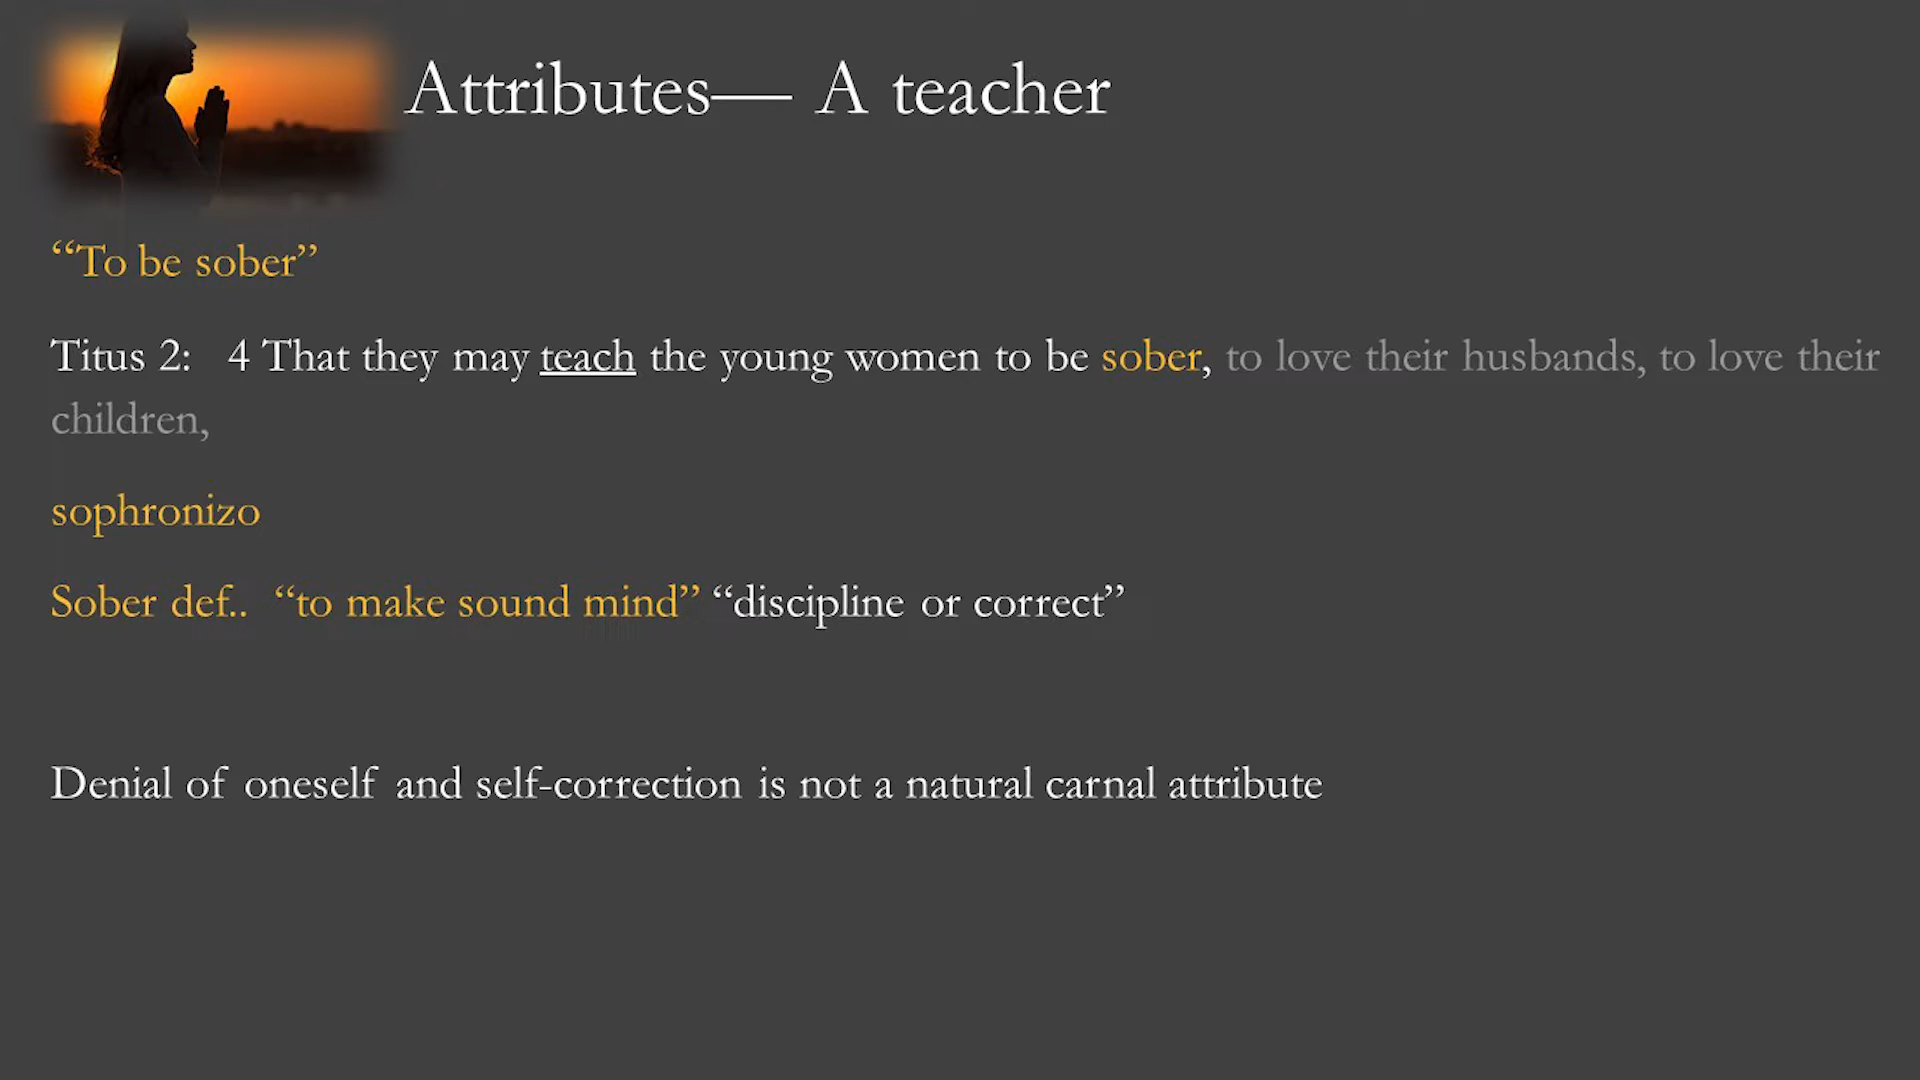 Attributes— A teacher
“To be sober”
Titus 2:   4 That they may teach the young women to be sober, to love their husbands, to love their
children,
sophronizo
Sober def..  “to make sound mind” “discipline or correct”
Denial of oneself and self-correction is not a natural carnal attribute